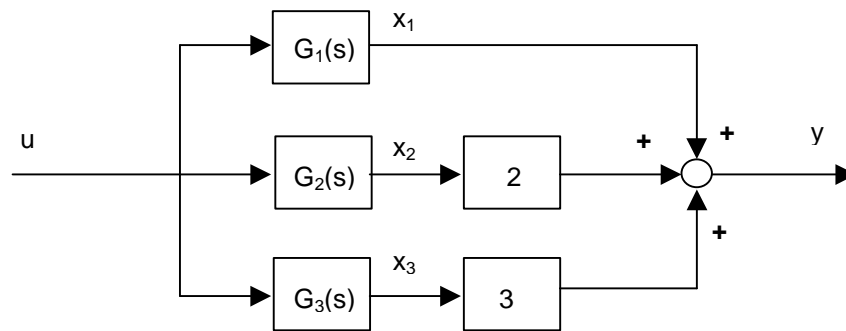 x₁
G₁(s)
+
u
x₂
+
y
G₂(s)
2
+
x₃
G₃(s)
3